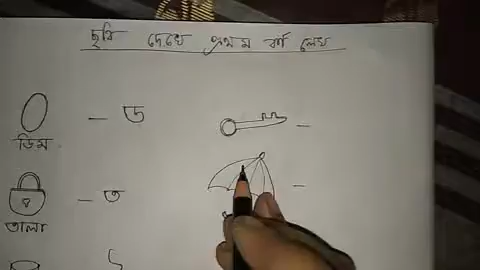 ছবি দেখে প্রথম বর্ণ লেখ
– ড –
ডিম
– ত –
তালা